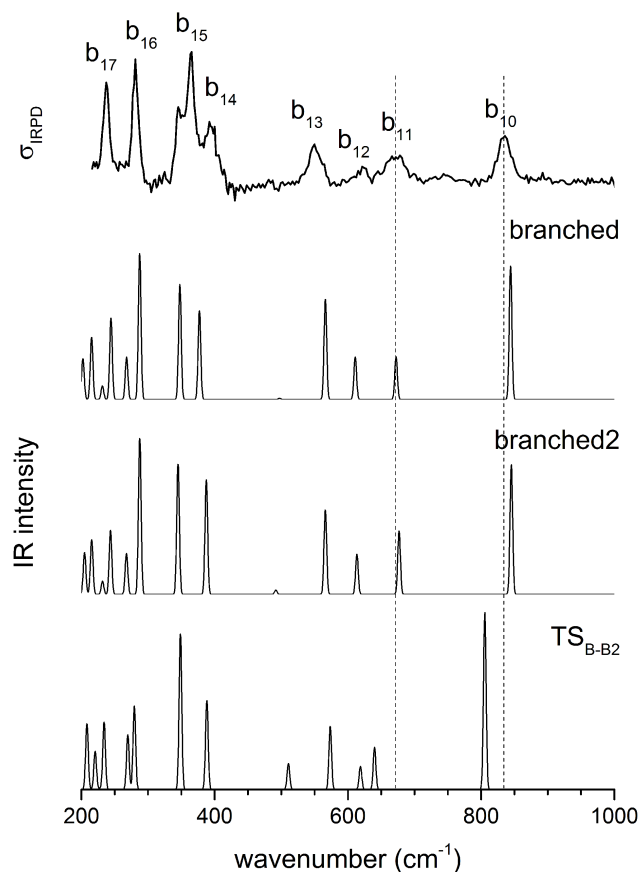 b15
b16
b17
b14
b13
b12
b11
b10
σIRPD
branched
branched2
IR intensity
TSB-B2
200 400 600 800 1000
wavenumber (cm-1)